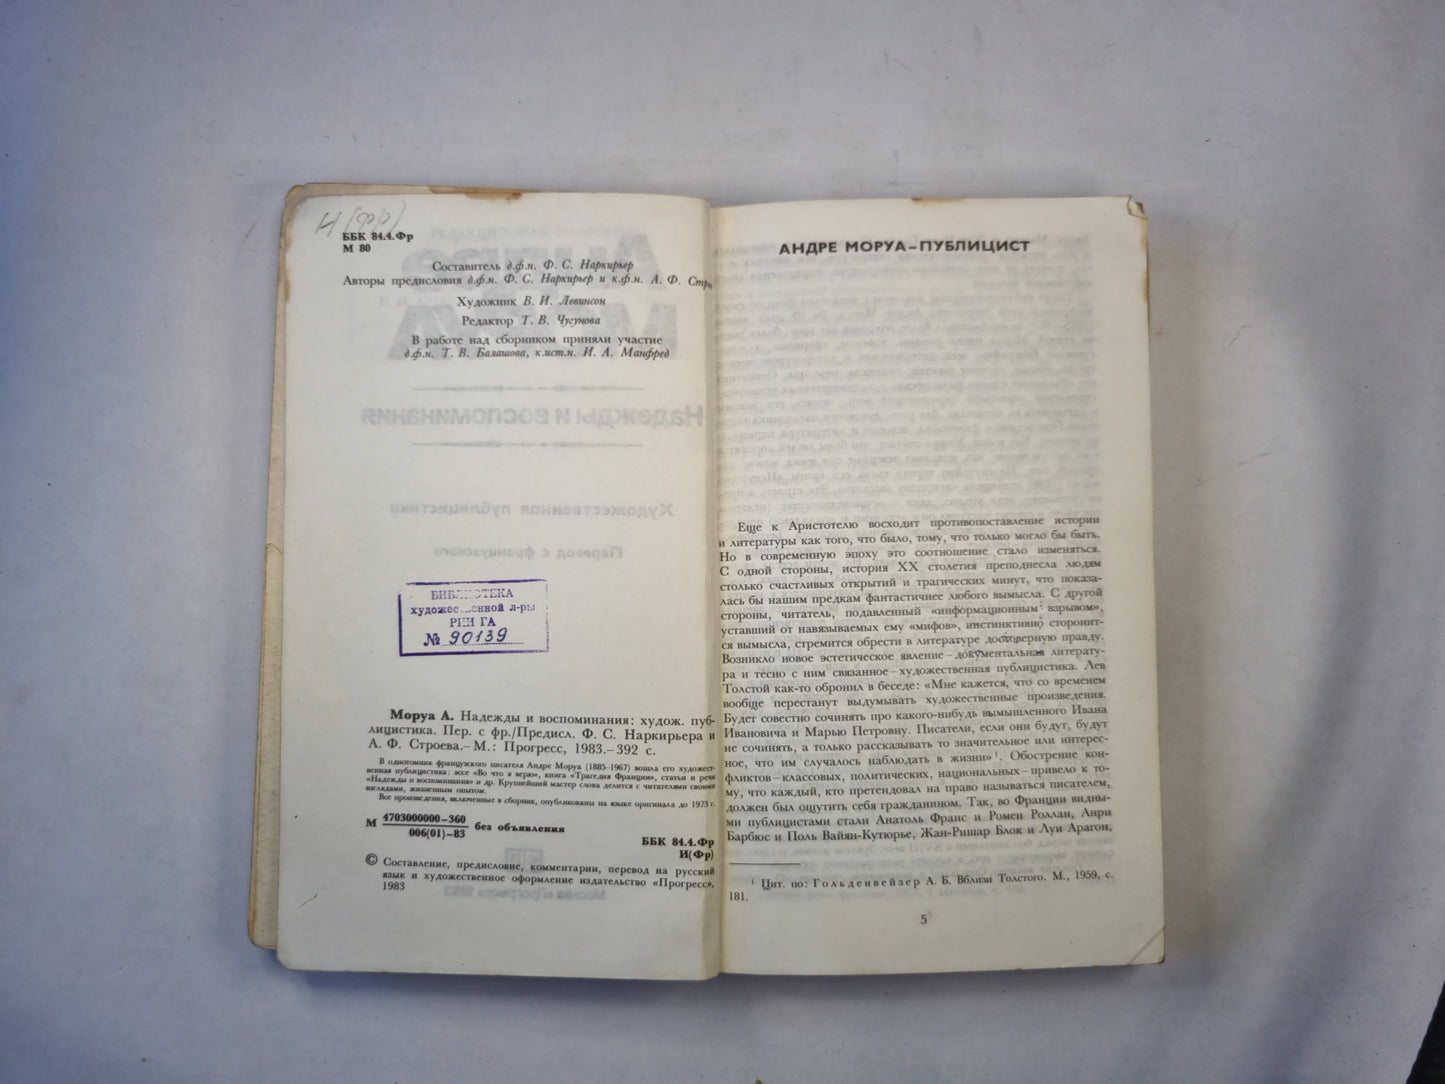 И(фр)
ББК 84.4.Фр
М 80
Составитель д.ф.н. Ф. С. Наркирьер
Авторы предисловия д.ф.н. Ф. С. Наркирьер и к.ф.н. А. Ф.
Художник В. И. Левинсон
Редактор Т. В. Чугунова
В работе над сборником приняли участие
д.ф.н. Т. В. Балашова, к.ист.н. И. А. Манфред
Надежды и воспоминания
Художественная публицистика
Перевод с французского
БИБЛИОТЕКА
художественной л-ры
РЕН ГА
№ 90139
Моруа А. Надежды и воспоминания: худож. пуб-
лицистика. Пер. с фр./Предисл. Ф. С. Наркирьера и
А. Ф. Строева.–М.: Прогресс, 1983.–392 с.
В однотомник французского писателя Андре Моруа (1885–1967) вошла его художест-
венная публицистика: эссе «Во что я верю», книга «Трагедия Франции», статьи и речи
«Надежды и воспоминания» и др. Крупнейший мастер слова делится с читателями своими
взглядами, жизненным опытом.
Все произведения, включенные в сборник, опубликованы на языке оригинала до 1973 г.
М 4703000000–360
006(01)–83 без объявления
ББК 84.4.Фр
И(Фр)
© Составление, предисловие, комментарии, перевод на русский
язык и художественное оформление издательство «Прогресс»,
1983
АНДРЕ МОРУА–ПУБЛИЦИСТ
Еще к Аристотелю восходит противопоставление истории
и литературы как того, что было, тому, что только могло бы быть.
Но в современную эпоху это соотношение стало изменяться.
С одной стороны, история XX столетия преподнесла людям
столько счастливых открытий и трагических минут, что показа-
лась бы нашим предкам фантастичнее любого вымысла. С другой
стороны, читатель, подавленный «информационным взрывом»,
уставший от навязываемых ему «мифов», инстинктивно сторонит-
ся вымысла, стремится обрести в литературе достоверную правду.
Возникло новое эстетическое явление–документальная литерату-
ра и тесно с ним связанное–художественная публицистика. Лев
Толстой как-то обронил в беседе: «Мне кажется, что со временем
вообще перестанут выдумывать художественные произведения.
Будет совестно сочинять про какого-нибудь вымышленного Ивана
Ивановича и Марью Петровну. Писатели, если они будут, будут
не сочинять, а только рассказывать то значительное или интерес-
ное, что им случалось наблюдать в жизни»¹. Обострение кон-
фликтов–классовых, политических, национальных–привело к то-
му, что каждый, кто претендовал на право называться писателем,
должен был ощутить себя гражданином. Так, во Франции видны-
ми публицистами стали Анатоль Франс и Ромен Роллан, Анри
Барбюс и Поль Вайян-Кутюрье, Жан-Ришар Блок и Луи Арагон,
¹ Цит. по: Гольденвейзер А. Б. Вблизи Толстого. М., 1959, с.
181.
5